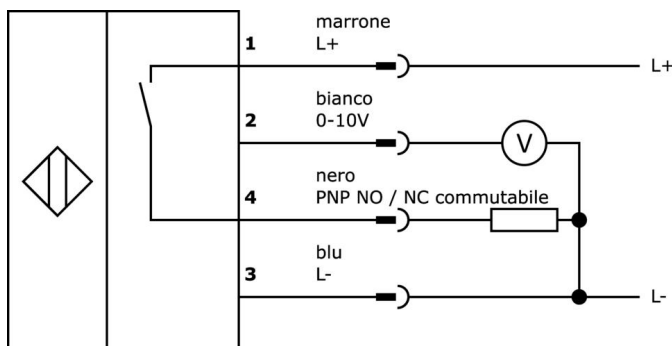 marrone
1 L+
L+
bianco
2 0-10V
V
nero
4 PNP NO / NC commutabile
blu
3 L-
L-